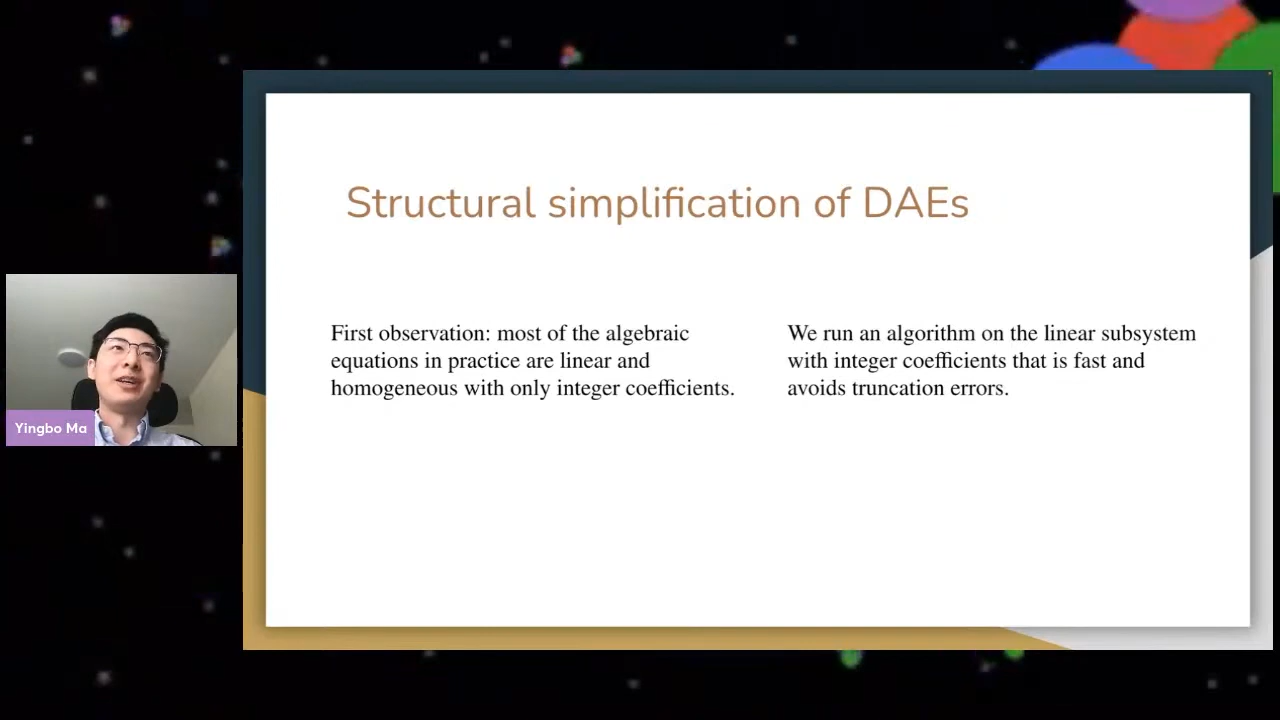 Structural simplification of DAEs
First observation: most of the algebraic
equations in practice are linear and
homogeneous with only integer coefficients.
We run an algorithm on the linear subsystem
with integer coefficients that is fast and
avoids truncation errors.
Yingbo Ma